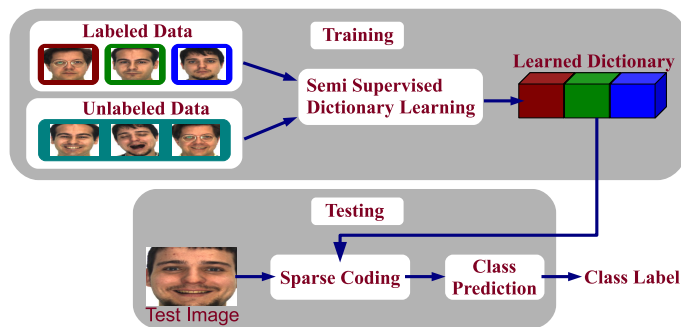 Labeled Data
Training
Learned Dictionary
Semi Supervised
Dictionary Learning
Unlabeled Data
Testing
Sparse Coding
Class
Prediction
Class Label
Test Image